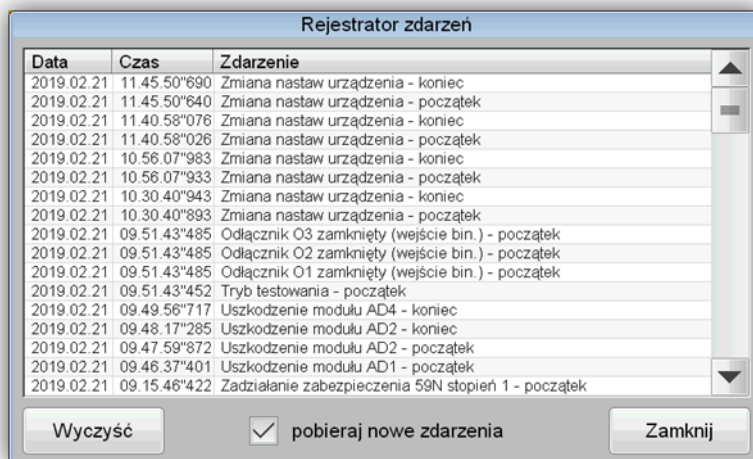 Rejestrator zdarzeń
Data Czas Zdarzenie
2019.02.21 11.45.50"690 Zmiana nastaw urządzenia - koniec
2019.02.21 11.45.50"640 Zmiana nastaw urządzenia - początek
2019.02.21 11.40.58"076 Zmiana nastaw urządzenia - koniec
2019.02.21 11.40.58"026 Zmiana nastaw urządzenia - początek
2019.02.21 10.56.07"983 Zmiana nastaw urządzenia - koniec
2019.02.21 10.56.07"933 Zmiana nastaw urządzenia - początek
2019.02.21 10.30.40"943 Zmiana nastaw urządzenia - koniec
2019.02.21 10.30.40"893 Zmiana nastaw urządzenia - początek
2019.02.21 09.51.43"485 Odłącznik O3 zamknięty (wejście bin.) - początek
2019.02.21 09.51.43"485 Odłącznik O2 zamknięty (wejście bin.) - początek
2019.02.21 09.51.43"485 Odłącznik O1 zamknięty (wejście bin.) - początek
2019.02.21 09.51.43"452 Tryb testowania - początek
2019.02.21 09.49.56"717 Uszkodzenie modułu AD4 - koniec
2019.02.21 09.48.17"285 Uszkodzenie modułu AD2 - koniec
2019.02.21 09.47.59"872 Uszkodzenie modułu AD2 - początek
2019.02.21 09.46.37"401 Uszkodzenie modułu AD1 - początek
2019.02.21 09.15.46"422 Zadziałanie zabezpieczenia 59N stopień 1 - początek
Wyczyść pobieraj nowe zdarzenia Zamknij